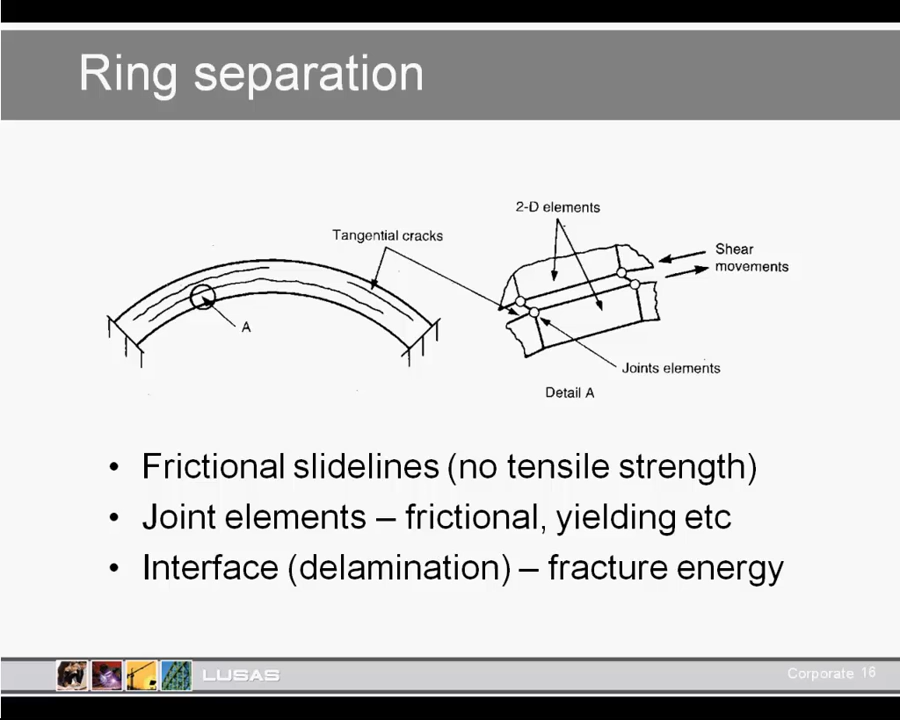 Ring separation
2-D elements
Tangential cracks
Shear
movements
A
Joints elements
Detail A
• Frictional slidelines (no tensile strength)
• Joint elements – frictional, yielding etc
• Interface (delamination) – fracture energy
LUSAS
Corporate 16